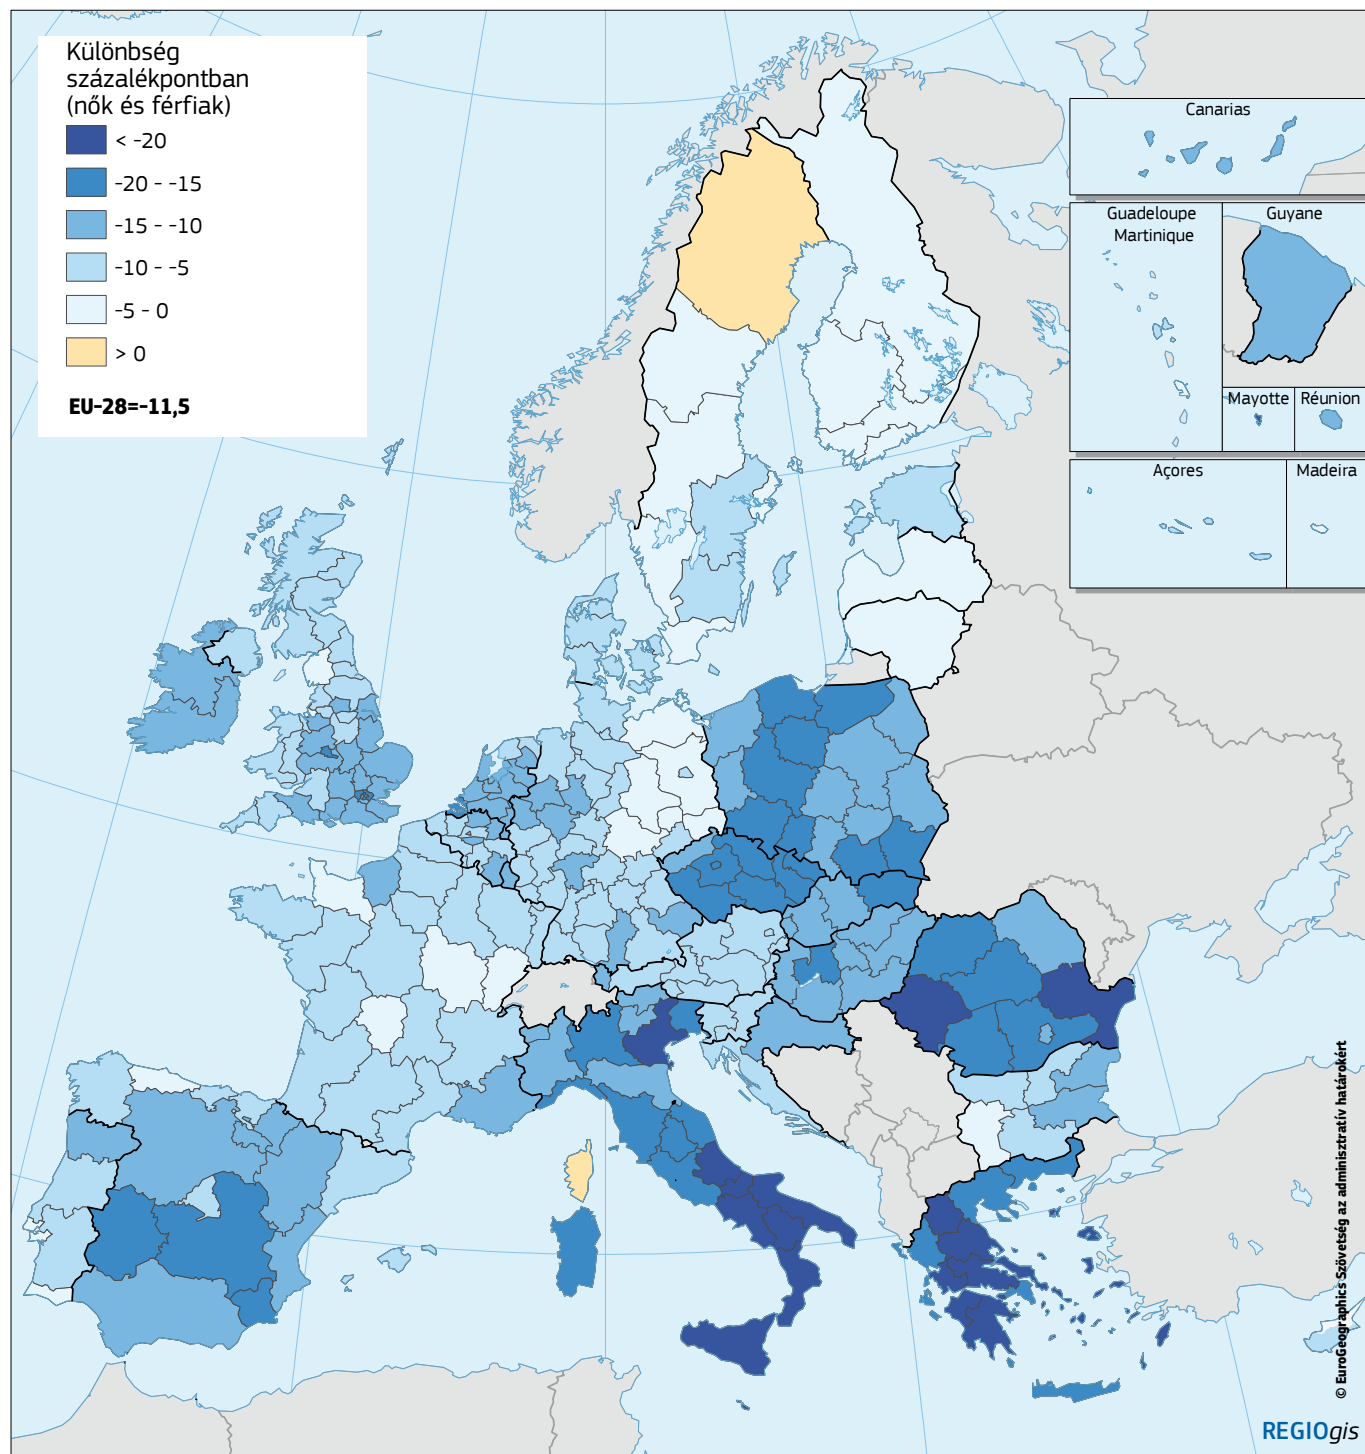 Különbség
százalékpontban
(nők és férfiak)
< -20
-20 - -15
-15 - -10
-10 - -5
-5 - 0
> 0
EU-28=-11,5
Canarias
Guadeloupe
Martinique
Guyane
Mayotte
Réunion
Açores
Madeira
© EuroGeographics Szövetség az adminisztratív határokért
REGIOgis